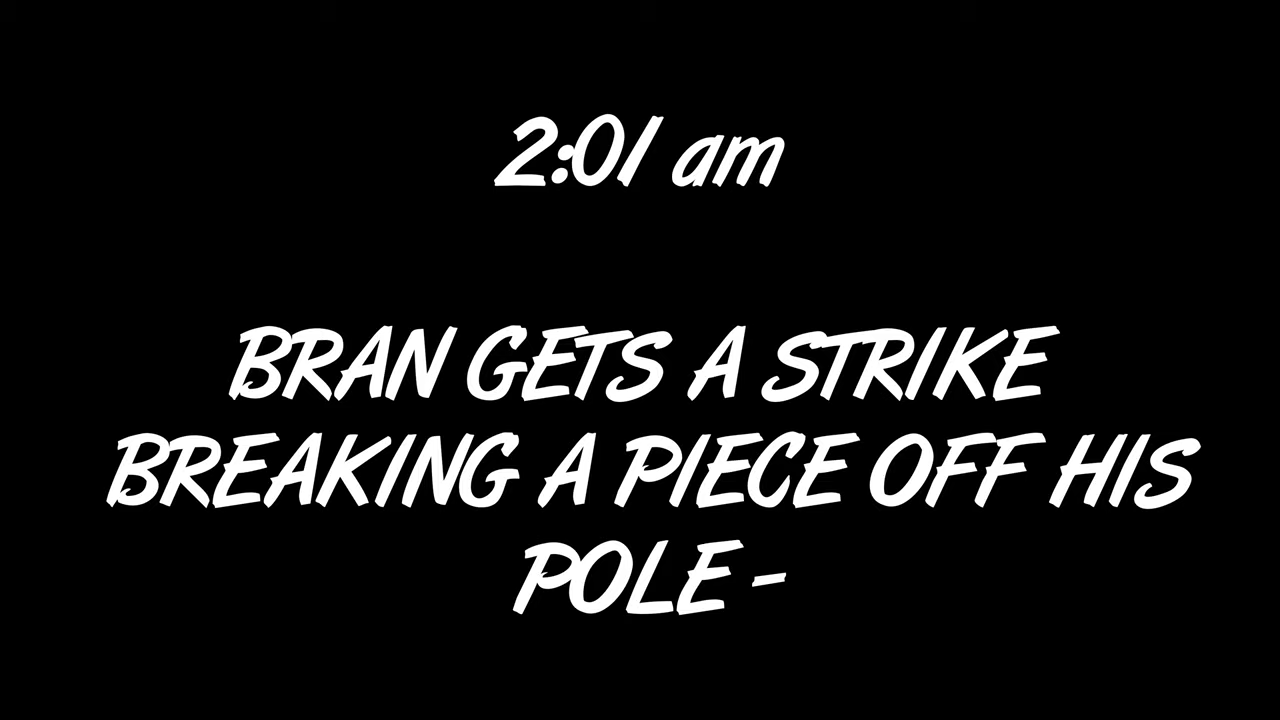 2:01 am
BRAN GETS A STRIKE
BREAKING A PIECE OFF HIS
POLE -